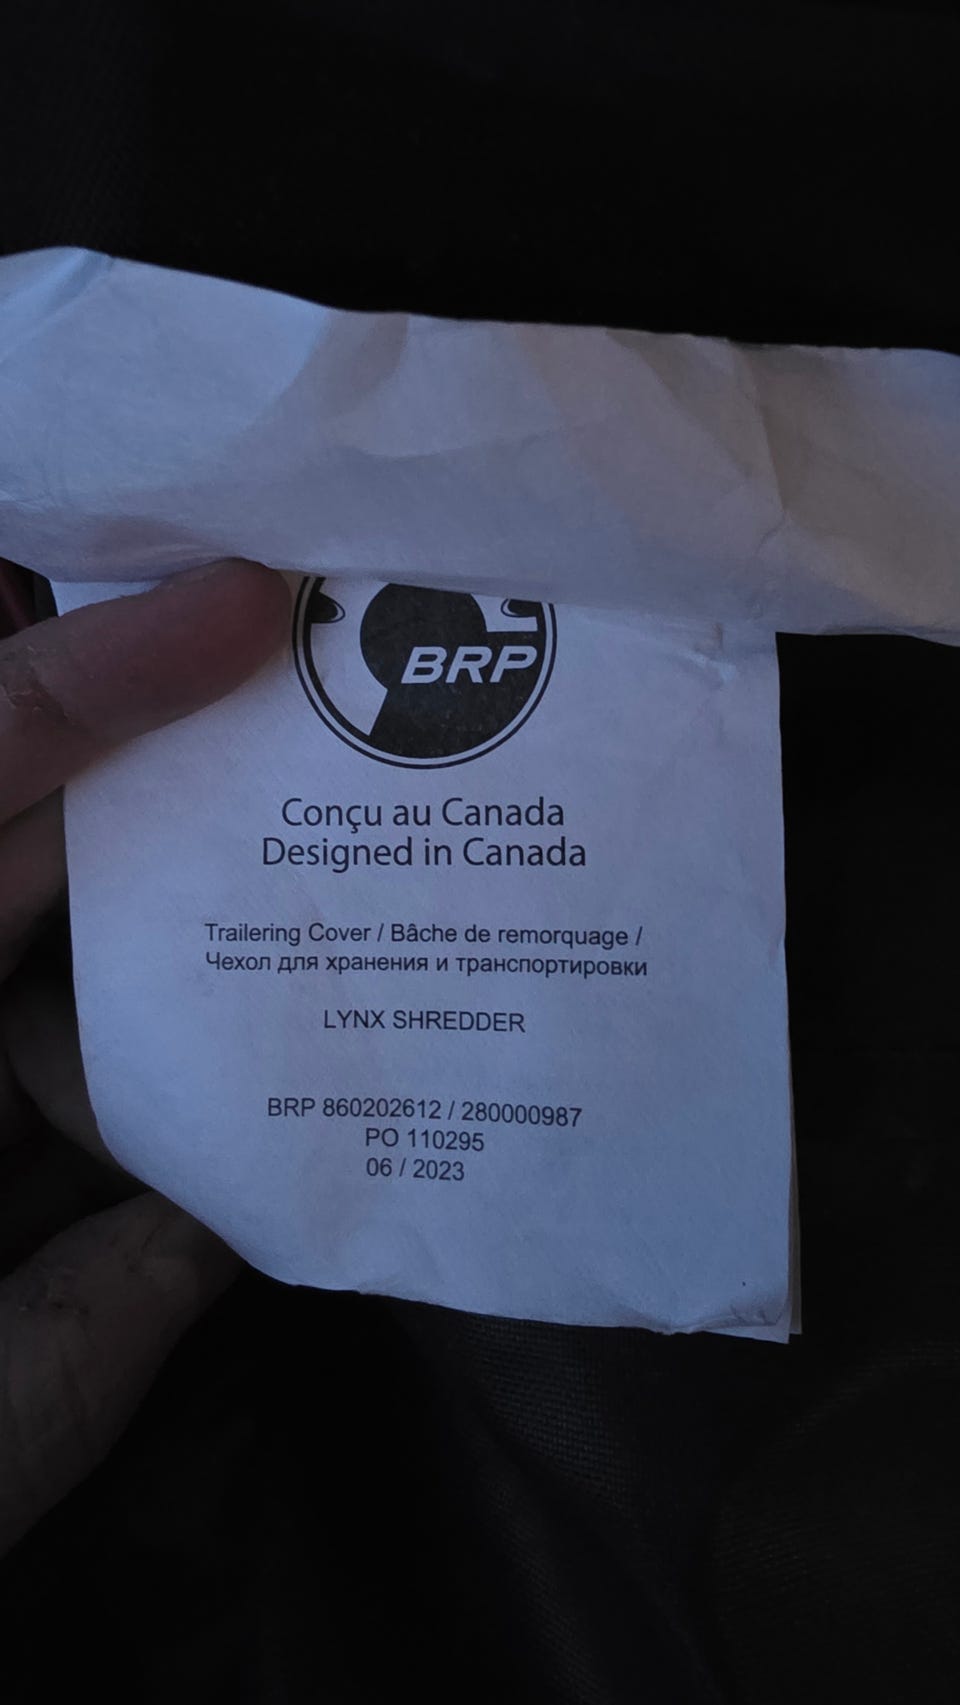 BRP
Conçu au Canada
Designed in Canada
Trailering Cover / Bâche de remorquage /
Чехол для хранения и транспортировки
LYNX SHREDDER
BRP 860202612 / 280000987
PO 110295
06 / 2023